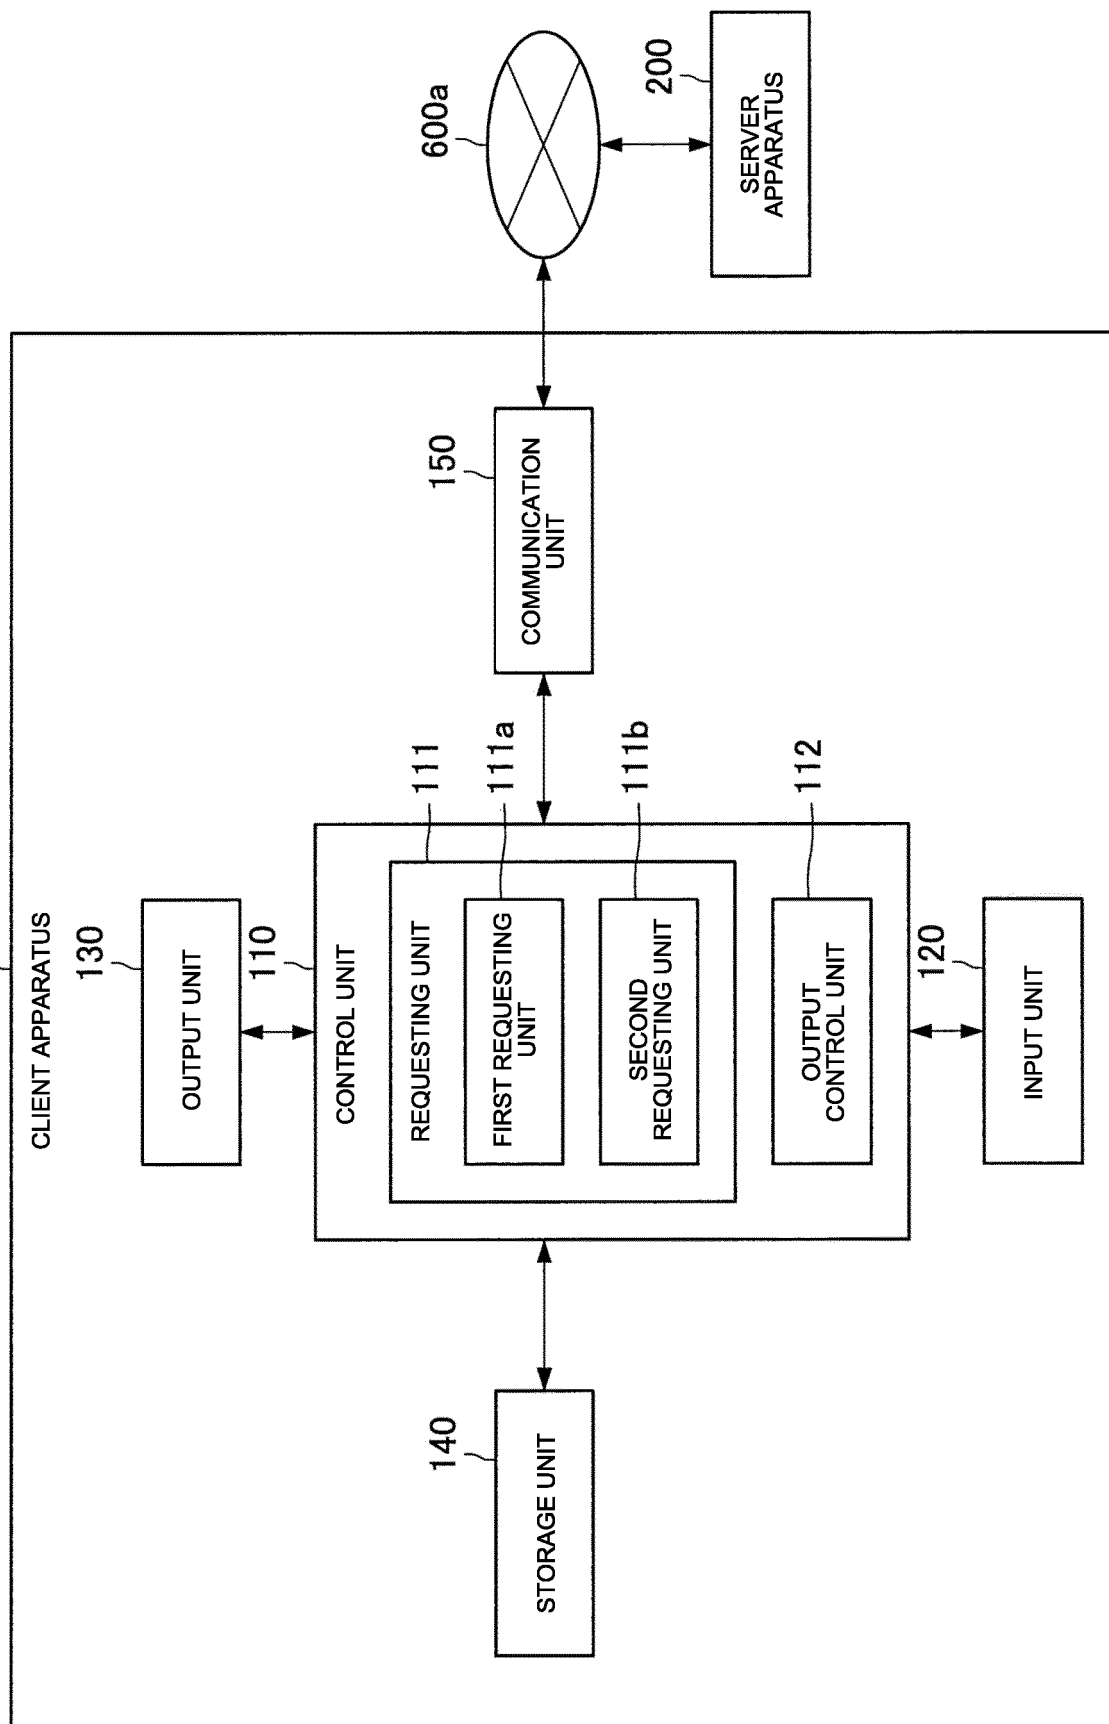 CLIENT APPARATUS
130
OUTPUT UNIT
110
CONTROL UNIT
111
REQUESTING UNIT
111a
FIRST REQUESTING
UNIT
111b
SECOND
REQUESTING UNIT
112
OUTPUT
CONTROL UNIT
120
INPUT UNIT
140
STORAGE UNIT
150
COMMUNICATION
UNIT
600a
200
SERVER
APPARATUS